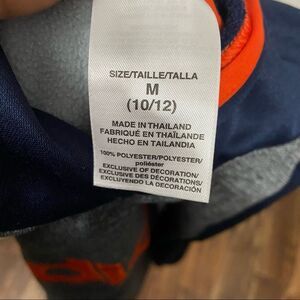 SIZE/TAILLE/TALLA
M
(10/12)
MADE IN THAILAND
FABRIQUÉ EN THAÏLANDE
HECHO EN TAILANDIA
100% POLYESTER/POLYESTER/
poliéster
EXCLUSIVE OF DECORATION/
EXCLUSIVE DES DÉCORATIONS/
EXCLUYENDO LA DECORACIÓN